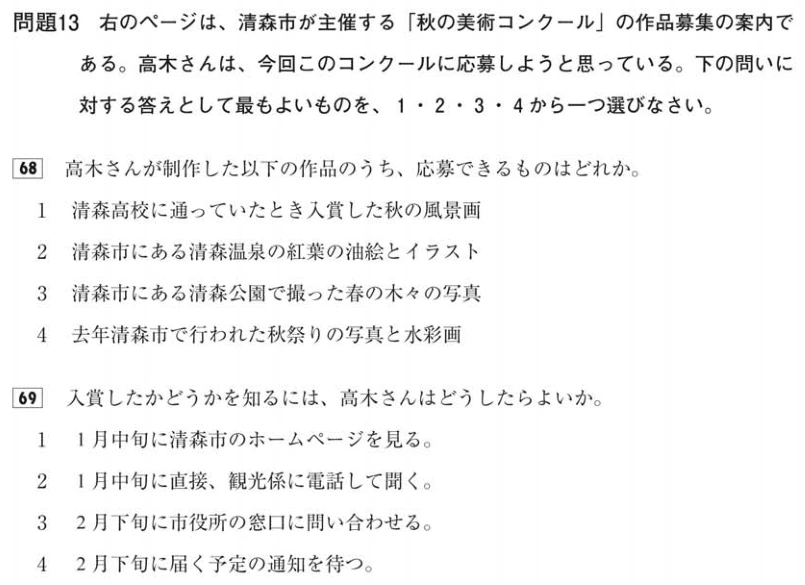 問題13　右のページは、清森市が主催する「秋の美術コンクール」の作品募集の案内で
ある。高木さんは、今回このコンクールに応募しようと思っている。下の問いに
対する答えとして最もよいものを、1・2・3・4から一つ選びなさい。
68　高木さんが制作した以下の作品のうち、応募できるものはどれか。
1　清森高校に通っていたとき入賞した秋の風景画
2　清森市にある清森温泉の紅葉の油絵とイラスト
3　清森市にある清森公園で撮った春の木々の写真
4　去年清森市で行われた秋祭りの写真と水彩画
69　入賞したかどうかを知るには、高木さんはどうしたらよいか。
1　1月中旬に清森市のホームページを見る。
2　1月中旬に直接、観光係に電話して聞く。
3　2月下旬に市役所の窓口に問い合わせる。
4　2月下旬に届く予定の通知を待つ。